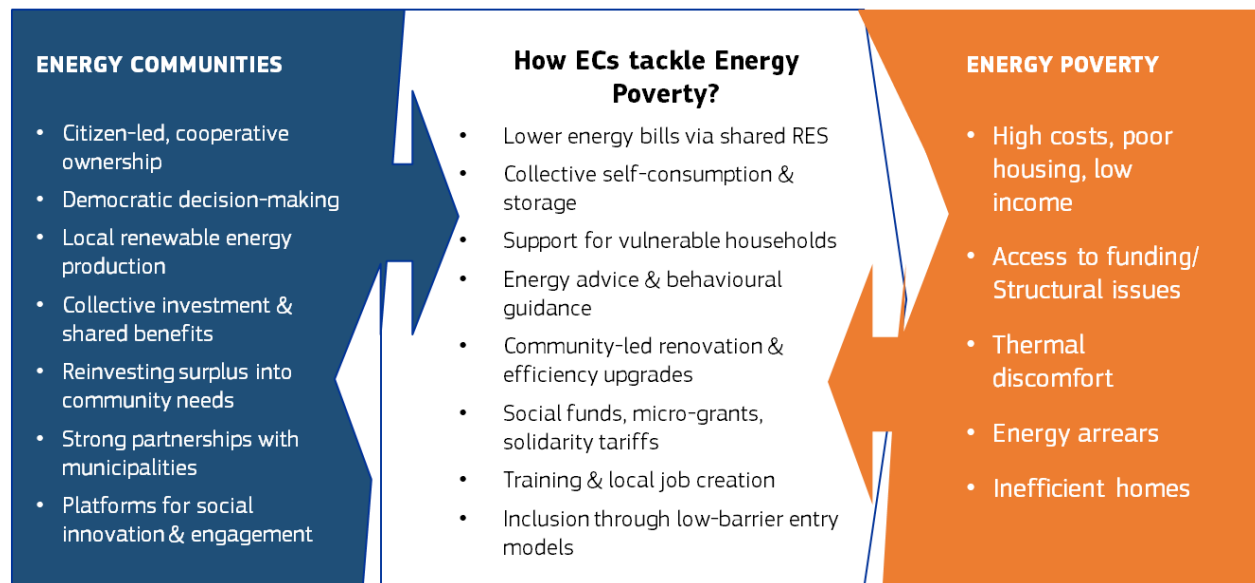 ENERGY COMMUNITIES
• Citizen-led, cooperative
ownership
• Democratic decision-making
• Local renewable energy
production
• Collective investment &
shared benefits
• Reinvesting surplus into
community needs
• Strong partnerships with
municipalities
• Platforms for social
innovation & engagement
How ECs tackle Energy
Poverty?
• Lower energy bills via shared RES
• Collective self-consumption &
storage
• Support for vulnerable households
• Energy advice & behavioural
guidance
• Community-led renovation &
efficiency upgrades
• Social funds, micro-grants,
solidarity tariffs
• Training & local job creation
• Inclusion through low-barrier entry
models
ENERGY POVERTY
• High costs, poor
housing, low
income
• Access to funding/
Structural issues
• Thermal
discomfort
• Energy arrears
• Inefficient homes